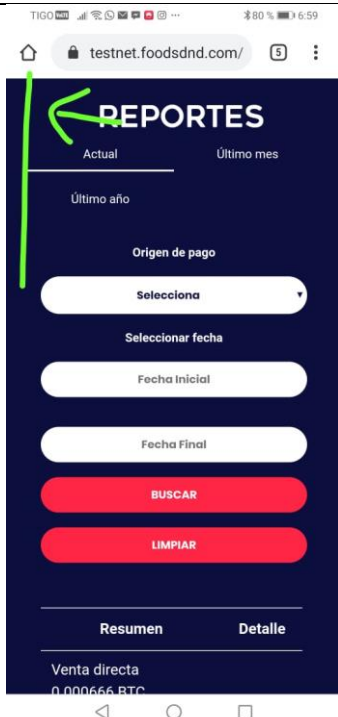 TIGO
80 % 6:59
testnet.foodsdnd.com/ 5
REPORTES
Actual Último mes
Último año
Origen de pago
Selecciona
Seleccionar fecha
Fecha Inicial
Fecha Final
BUSCAR
LIMPIAR
Resumen Detalle
Venta directa
0.000666 BTC